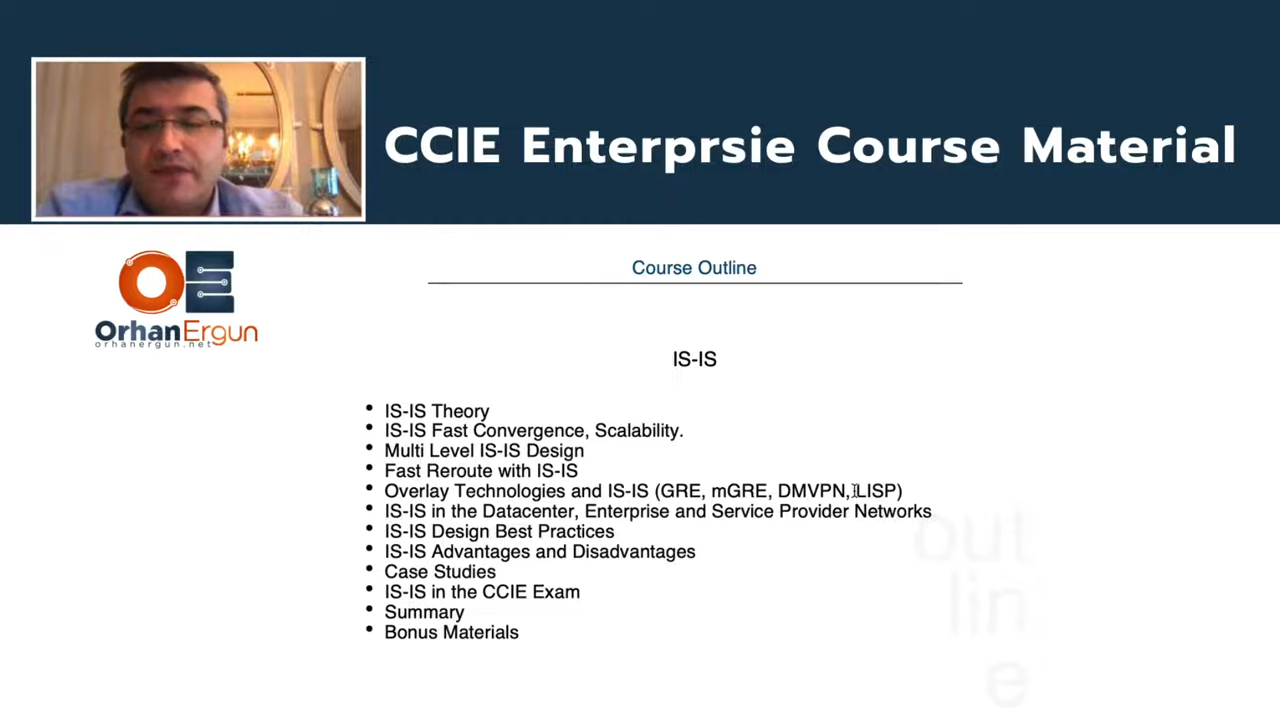 CCIE Enterprsie Course Material
OE
OrhanErgun
orhanergun.net
Course Outline
IS-IS
• IS-IS Theory
• IS-IS Fast Convergence, Scalability.
• Multi Level IS-IS Design
• Fast Reroute with IS-IS
• Overlay Technologies and IS-IS (GRE, mGRE, DMVPN, LISP)
• IS-IS in the Datacenter, Enterprise and Service Provider Networks
• IS-IS Design Best Practices
• IS-IS Advantages and Disadvantages
• Case Studies
• IS-IS in the CCIE Exam
• Summary
• Bonus Materials
out
lin
e